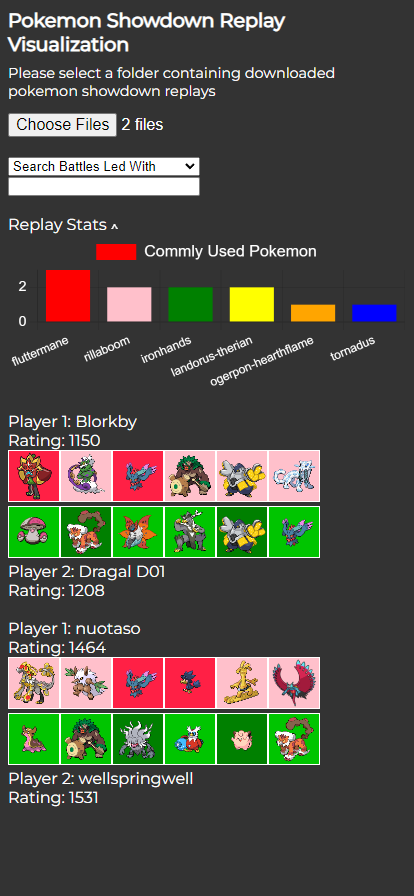 Pokemon Showdown Replay
Visualization
Please select a folder containing downloaded
pokemon showdown replays
Choose Files 2 files
Search Battles Led With
Replay Stats ^
Commly Used Pokemon
2
0
fluttermane
rillaboom
ironhands
landorus-therian
ogerpon-hearthflame
tornadus
Player 1: Blorkby
Rating: 1150
Player 2: Dragal D01
Rating: 1208
Player 1: nuotaso
Rating: 1464
Player 2: wellspringwell
Rating: 1531